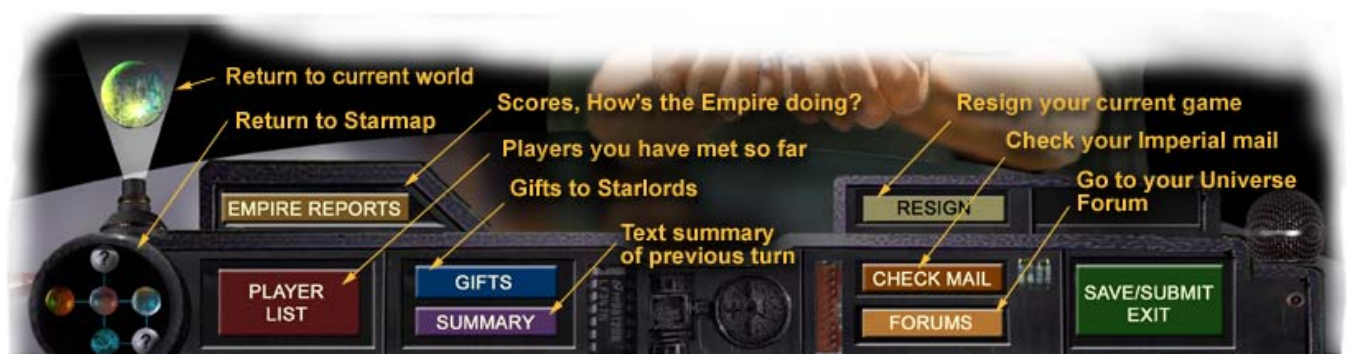 Return to current world
Return to Starmap
Scores, How's the Empire doing?
Players you have met so far
Gifts to Starlords
Text summary
of previous turn
Resign your current game
Check your Imperial mail
Go to your Universe
Forum
EMPIRE REPORTS
RESIGN
PLAYER
LIST
GIFTS
SUMMARY
CHECK MAIL
FORUMS
SAVE/SUBMIT
EXIT
?
?